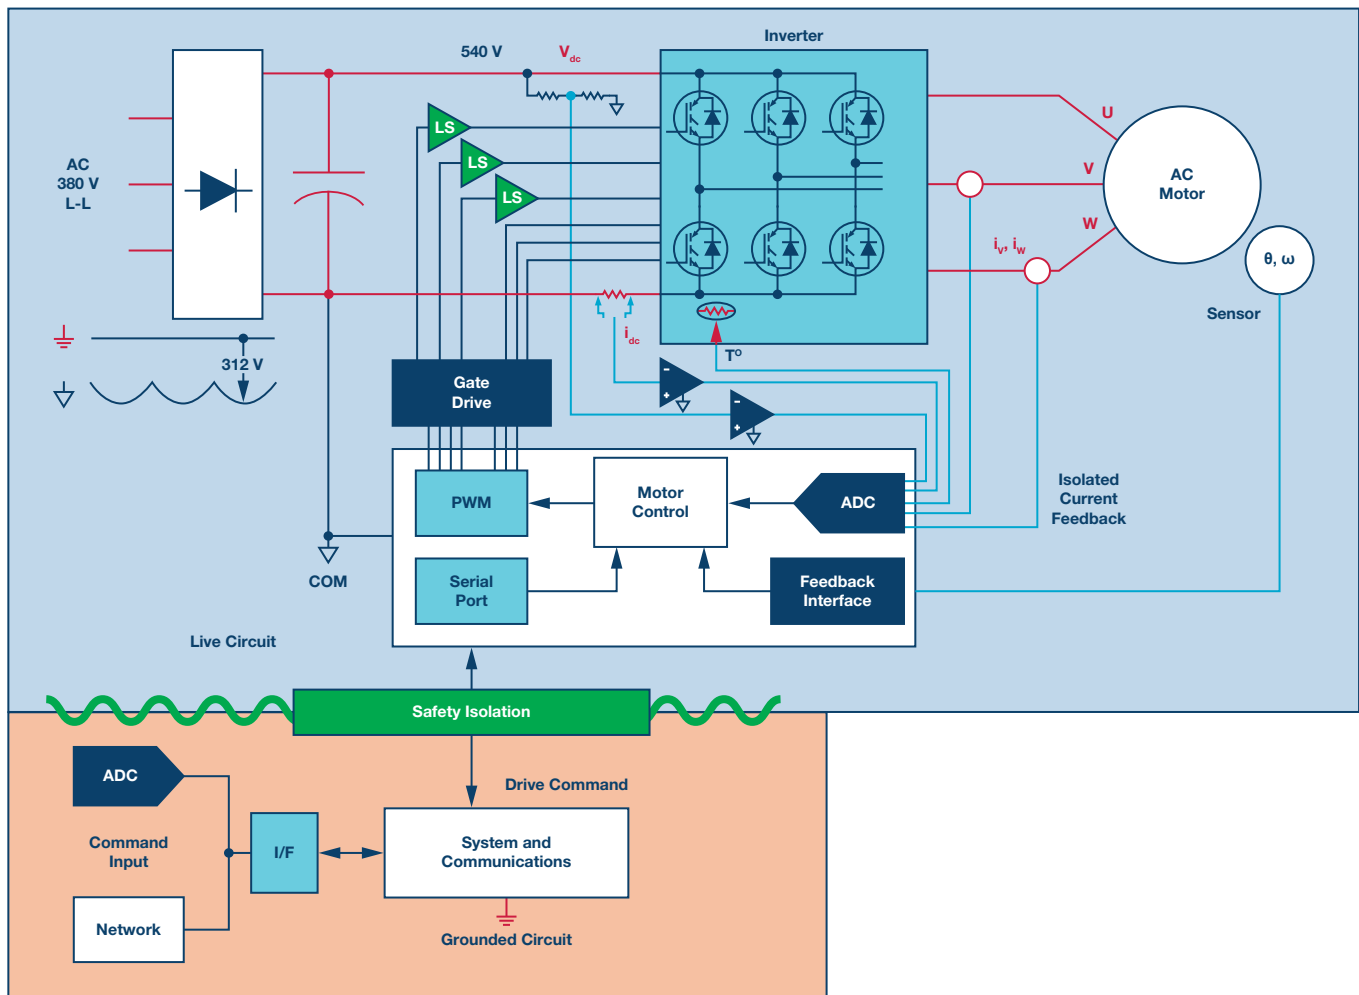 Inverter
540 V
Vdc
AC
380 V
L-L
LS
LS
LS
U
V
W
AC
Motor
iV, iW
θ, ω
Sensor
312 V
idc
T°
Gate
Drive
-
+
-
+
PWM
Motor
Control
ADC
Isolated
Current
Feedback
Serial
Port
Feedback
Interface
COM
Live Circuit
Safety Isolation
ADC
Drive Command
Command
Input
I/F
System and
Communications
Network
Grounded Circuit